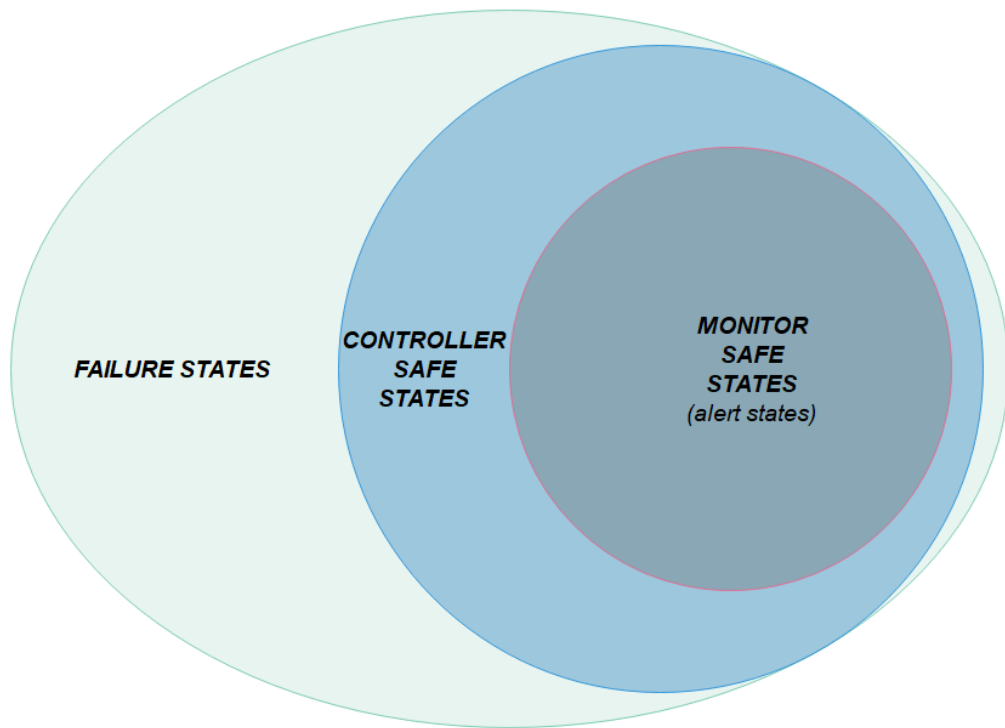 FAILURE STATES
CONTROLLER
SAFE
STATES
MONITOR
SAFE
STATES
(alert states)